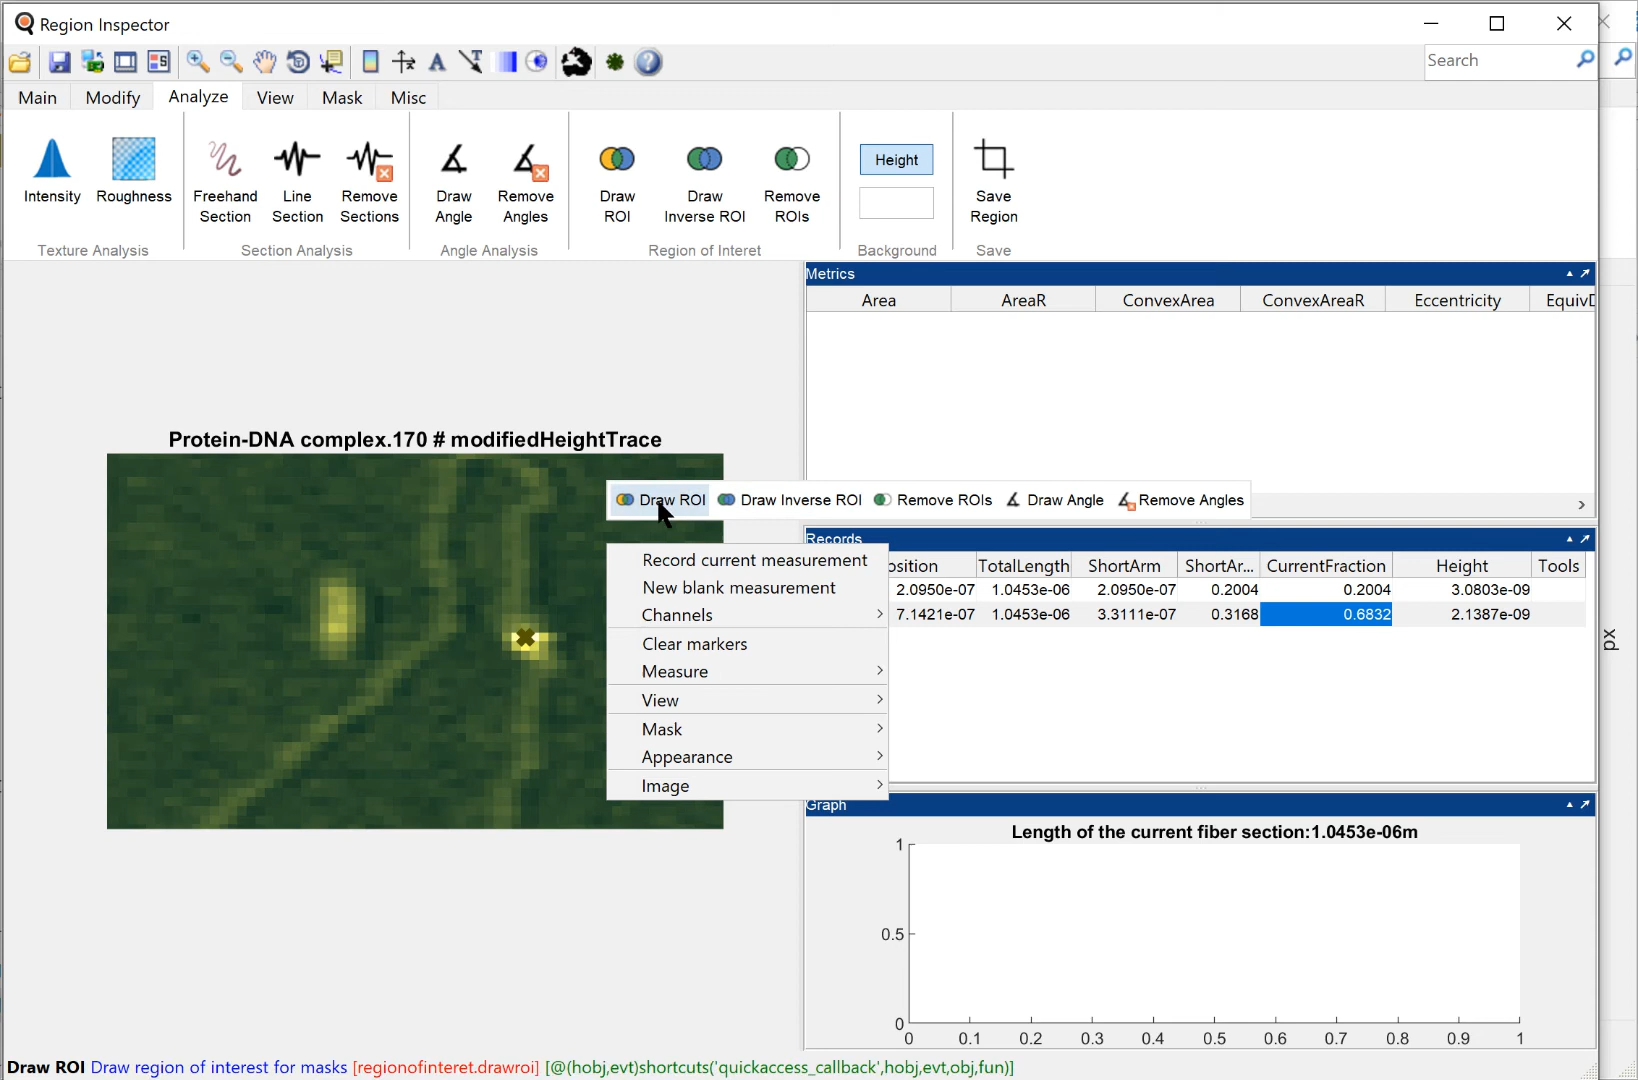 Region Inspector
Search
Main Modify Analyze View Mask Misc
Intensity Roughness Freehand Section Line Section Remove Sections Draw Angle Remove Angles Draw ROI Draw Inverse ROI Remove ROIs Height Save Region
Texture Analysis Section Analysis Angle Analysis Region of Interet Background Save
Metrics
Area AreaR ConvexArea ConvexAreaR Eccentricity EquivD
Protein-DNA complex.170 # modifiedHeightTrace
Draw ROI Draw Inverse ROI Remove ROIs Draw Angle Remove Angles
Records
osition TotalLength ShortArm ShortAr... CurrentFraction Height Tools
2.0950e-07 1.0453e-06 2.0950e-07 0.2004 0.2004 3.0803e-09
7.1421e-07 1.0453e-06 3.3111e-07 0.3168 0.6832 2.1387e-09
Record current measurement
New blank measurement
Channels
Clear markers
Measure
View
Mask
Appearance
Image
px
Graph
Length of the current fiber section:1.0453e-06m
1
0.5
0
0 0.1 0.2 0.3 0.4 0.5 0.6 0.7 0.8 0.9 1
Draw ROI Draw region of interest for masks [regionofinteret.drawroi] [@(hobj,evt)shortcuts('quickaccess_callback',hobj,evt,obj,fun)]